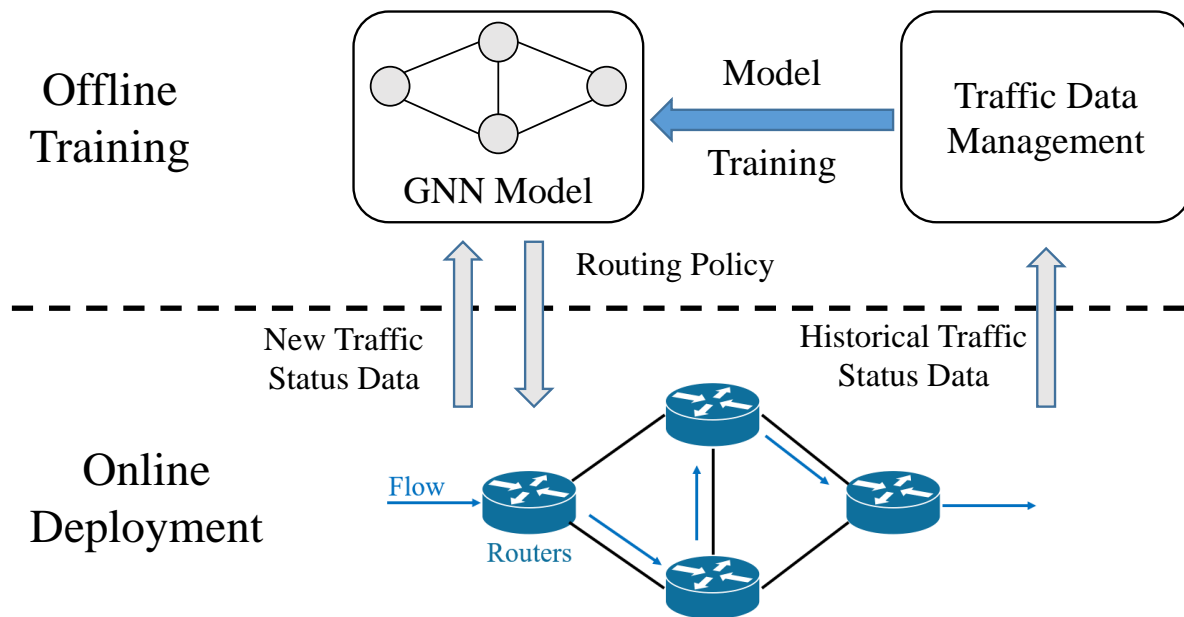 Offline
Training
GNN Model
Model
Training
Traffic Data
Management
Routing Policy
New Traffic
Status Data
Historical Traffic
Status Data
Online
Deployment
Flow
Routers